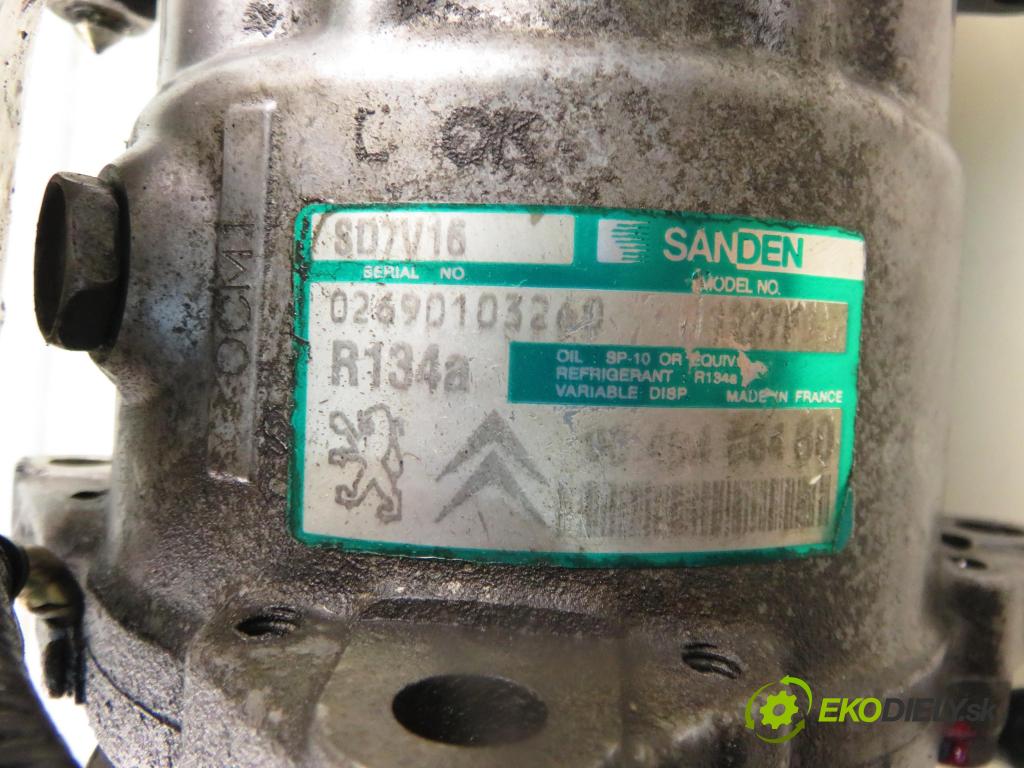 C OK
SD7V16
SANDEN
SERIAL NO
MODEL NO.
02690103260
R134a
OIL : SP-10 OR EQUIV
REFRIGERANT : R134a
VARIABLE DISP.
MADE IN FRANCE
EKODIELY.sk